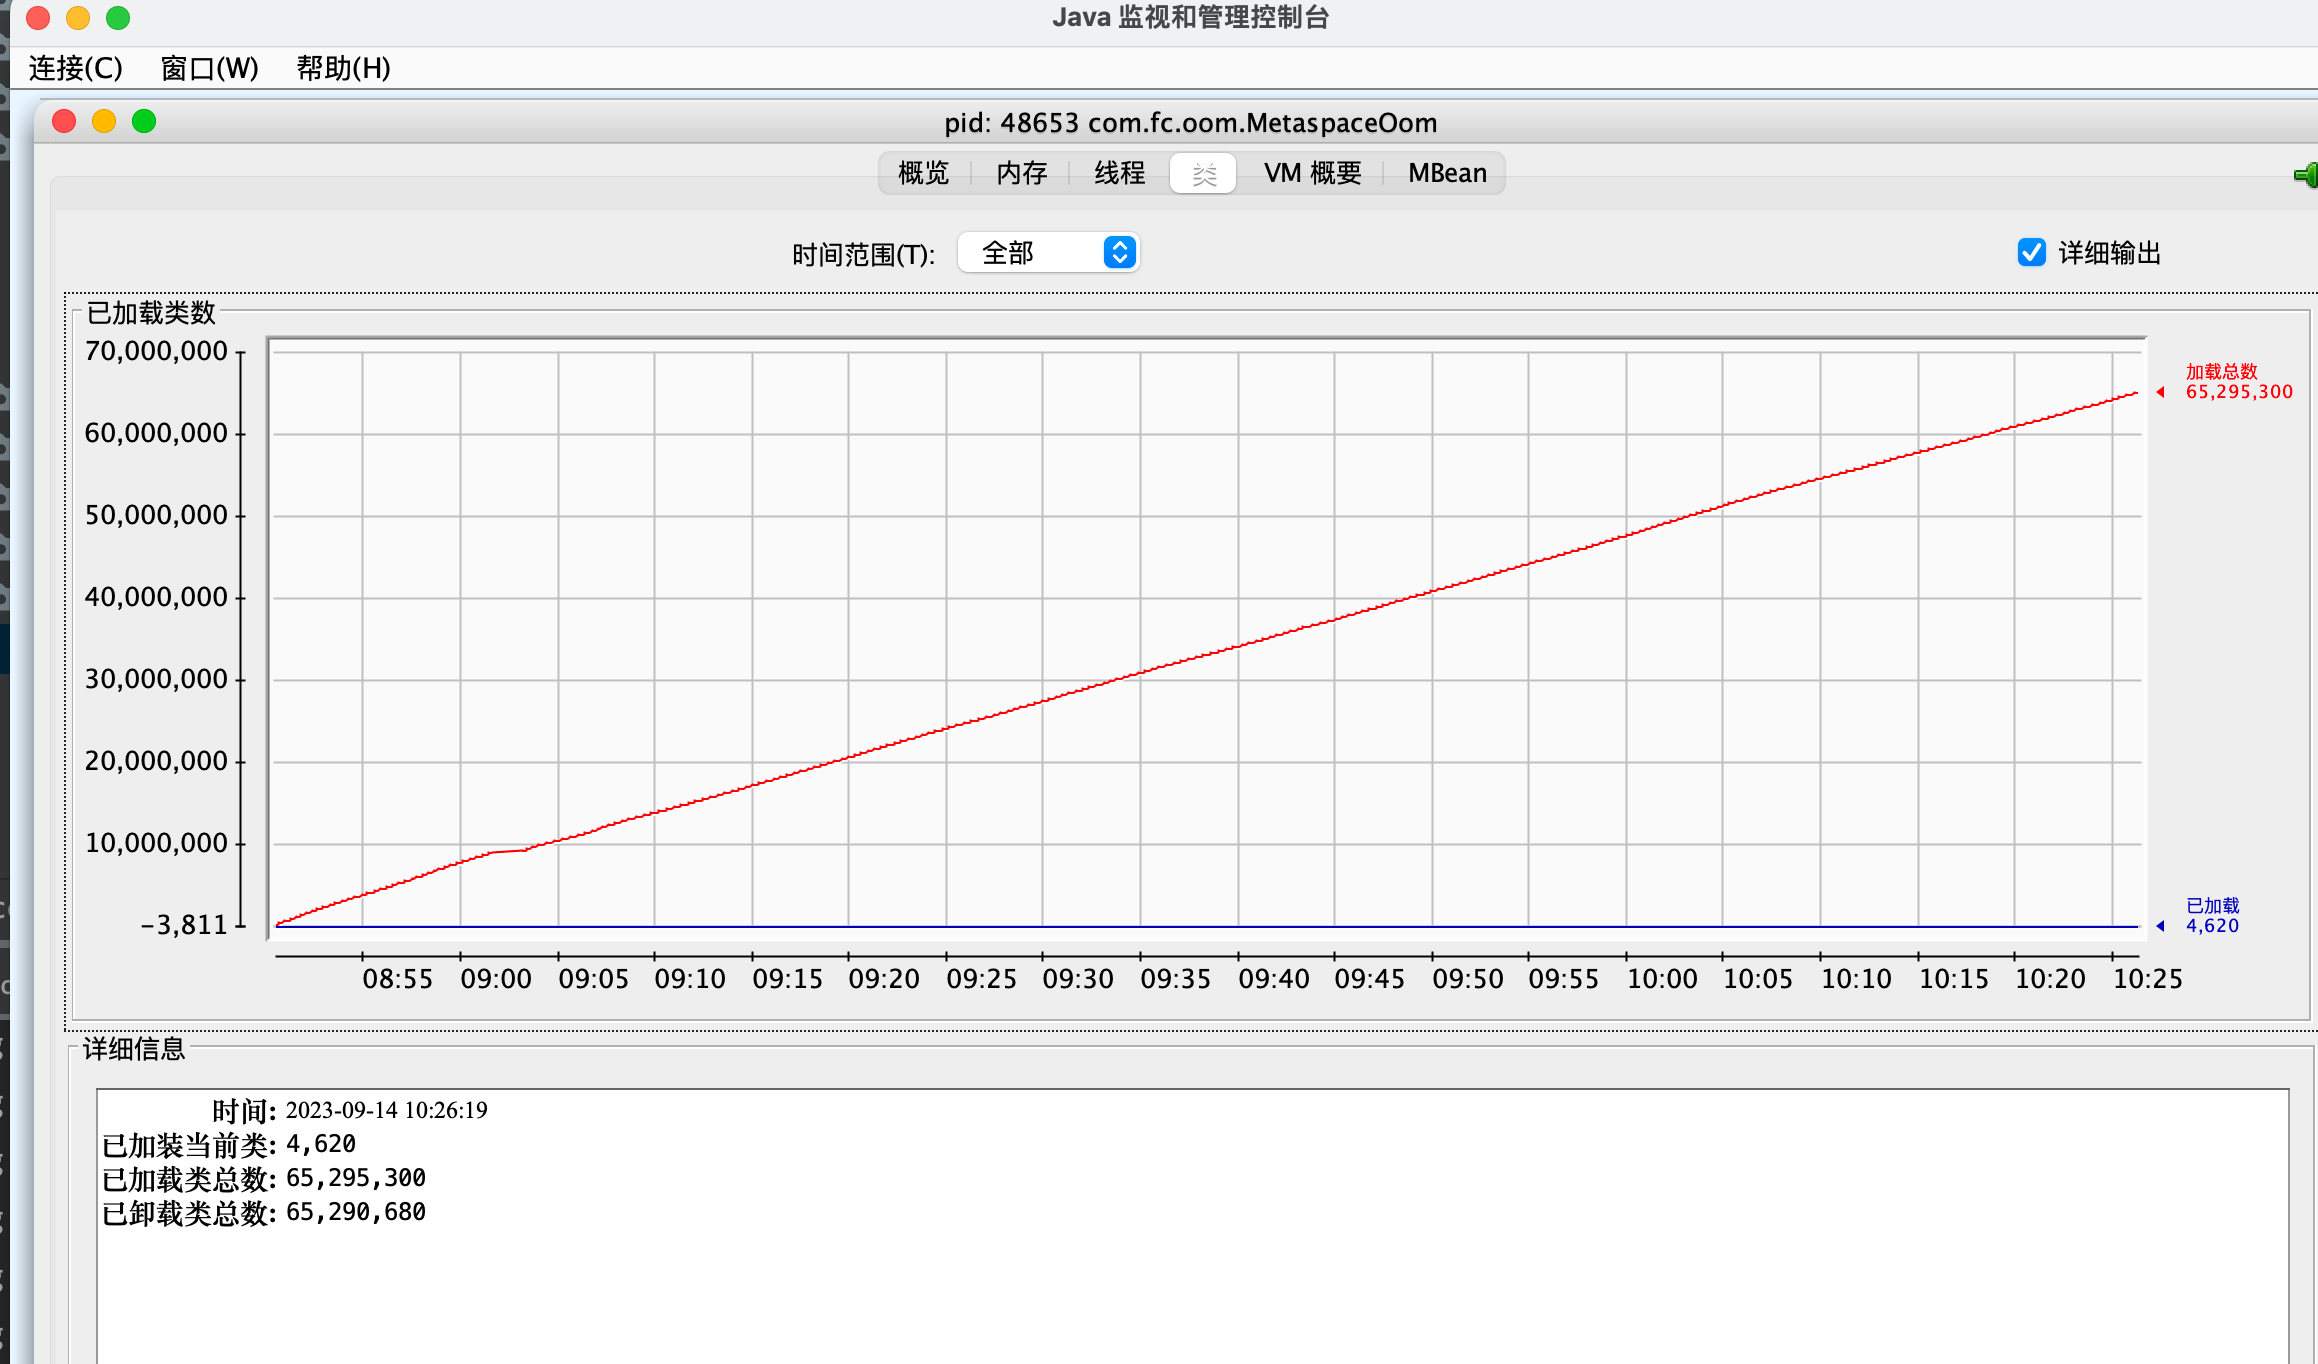 Java 监视和管理控制台
连接(C) 窗口(W) 帮助(H)
pid: 48653 com.fc.oom.MetaspaceOom
概览 内存 线程 类 VM 概要 MBean
时间范围(T): 全部 详细输出
已加载类数
70,000,000
60,000,000
50,000,000
40,000,000
30,000,000
20,000,000
10,000,000
-3,811
加载总数
65,295,300
已加载
4,620
08:55 09:00 09:05 09:10 09:15 09:20 09:25 09:30 09:35 09:40 09:45 09:50 09:55 10:00 10:05 10:10 10:15 10:20 10:25
详细信息
时间: 2023-09-14 10:26:19
已加装当前类: 4,620
已加载类总数: 65,295,300
已卸载类总数: 65,290,680